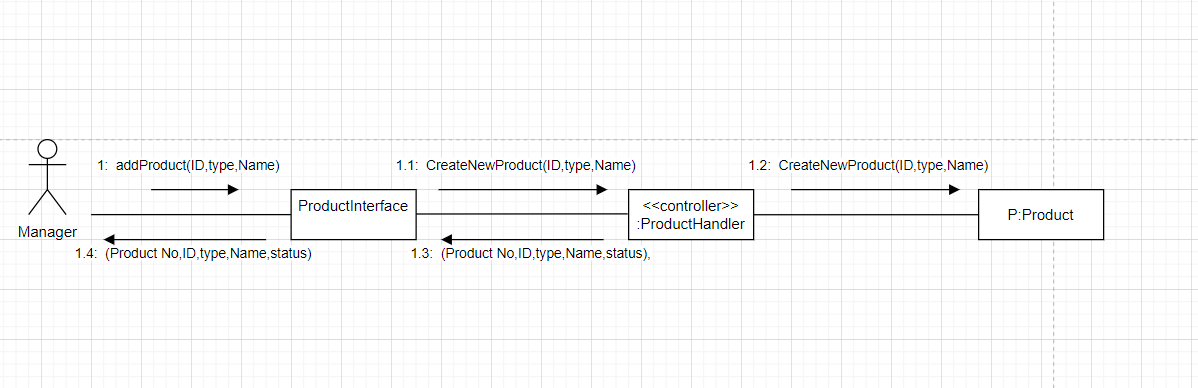 1: addProduct(ID,type,Name)
1.1: CreateNewProduct(ID,type,Name)
1.2: CreateNewProduct(ID,type,Name)
ProductInterface
<<controller>>
:ProductHandler
P:Product
Manager
1.4: (Product No,ID,type,Name,status)
1.3: (Product No,ID,type,Name,status),